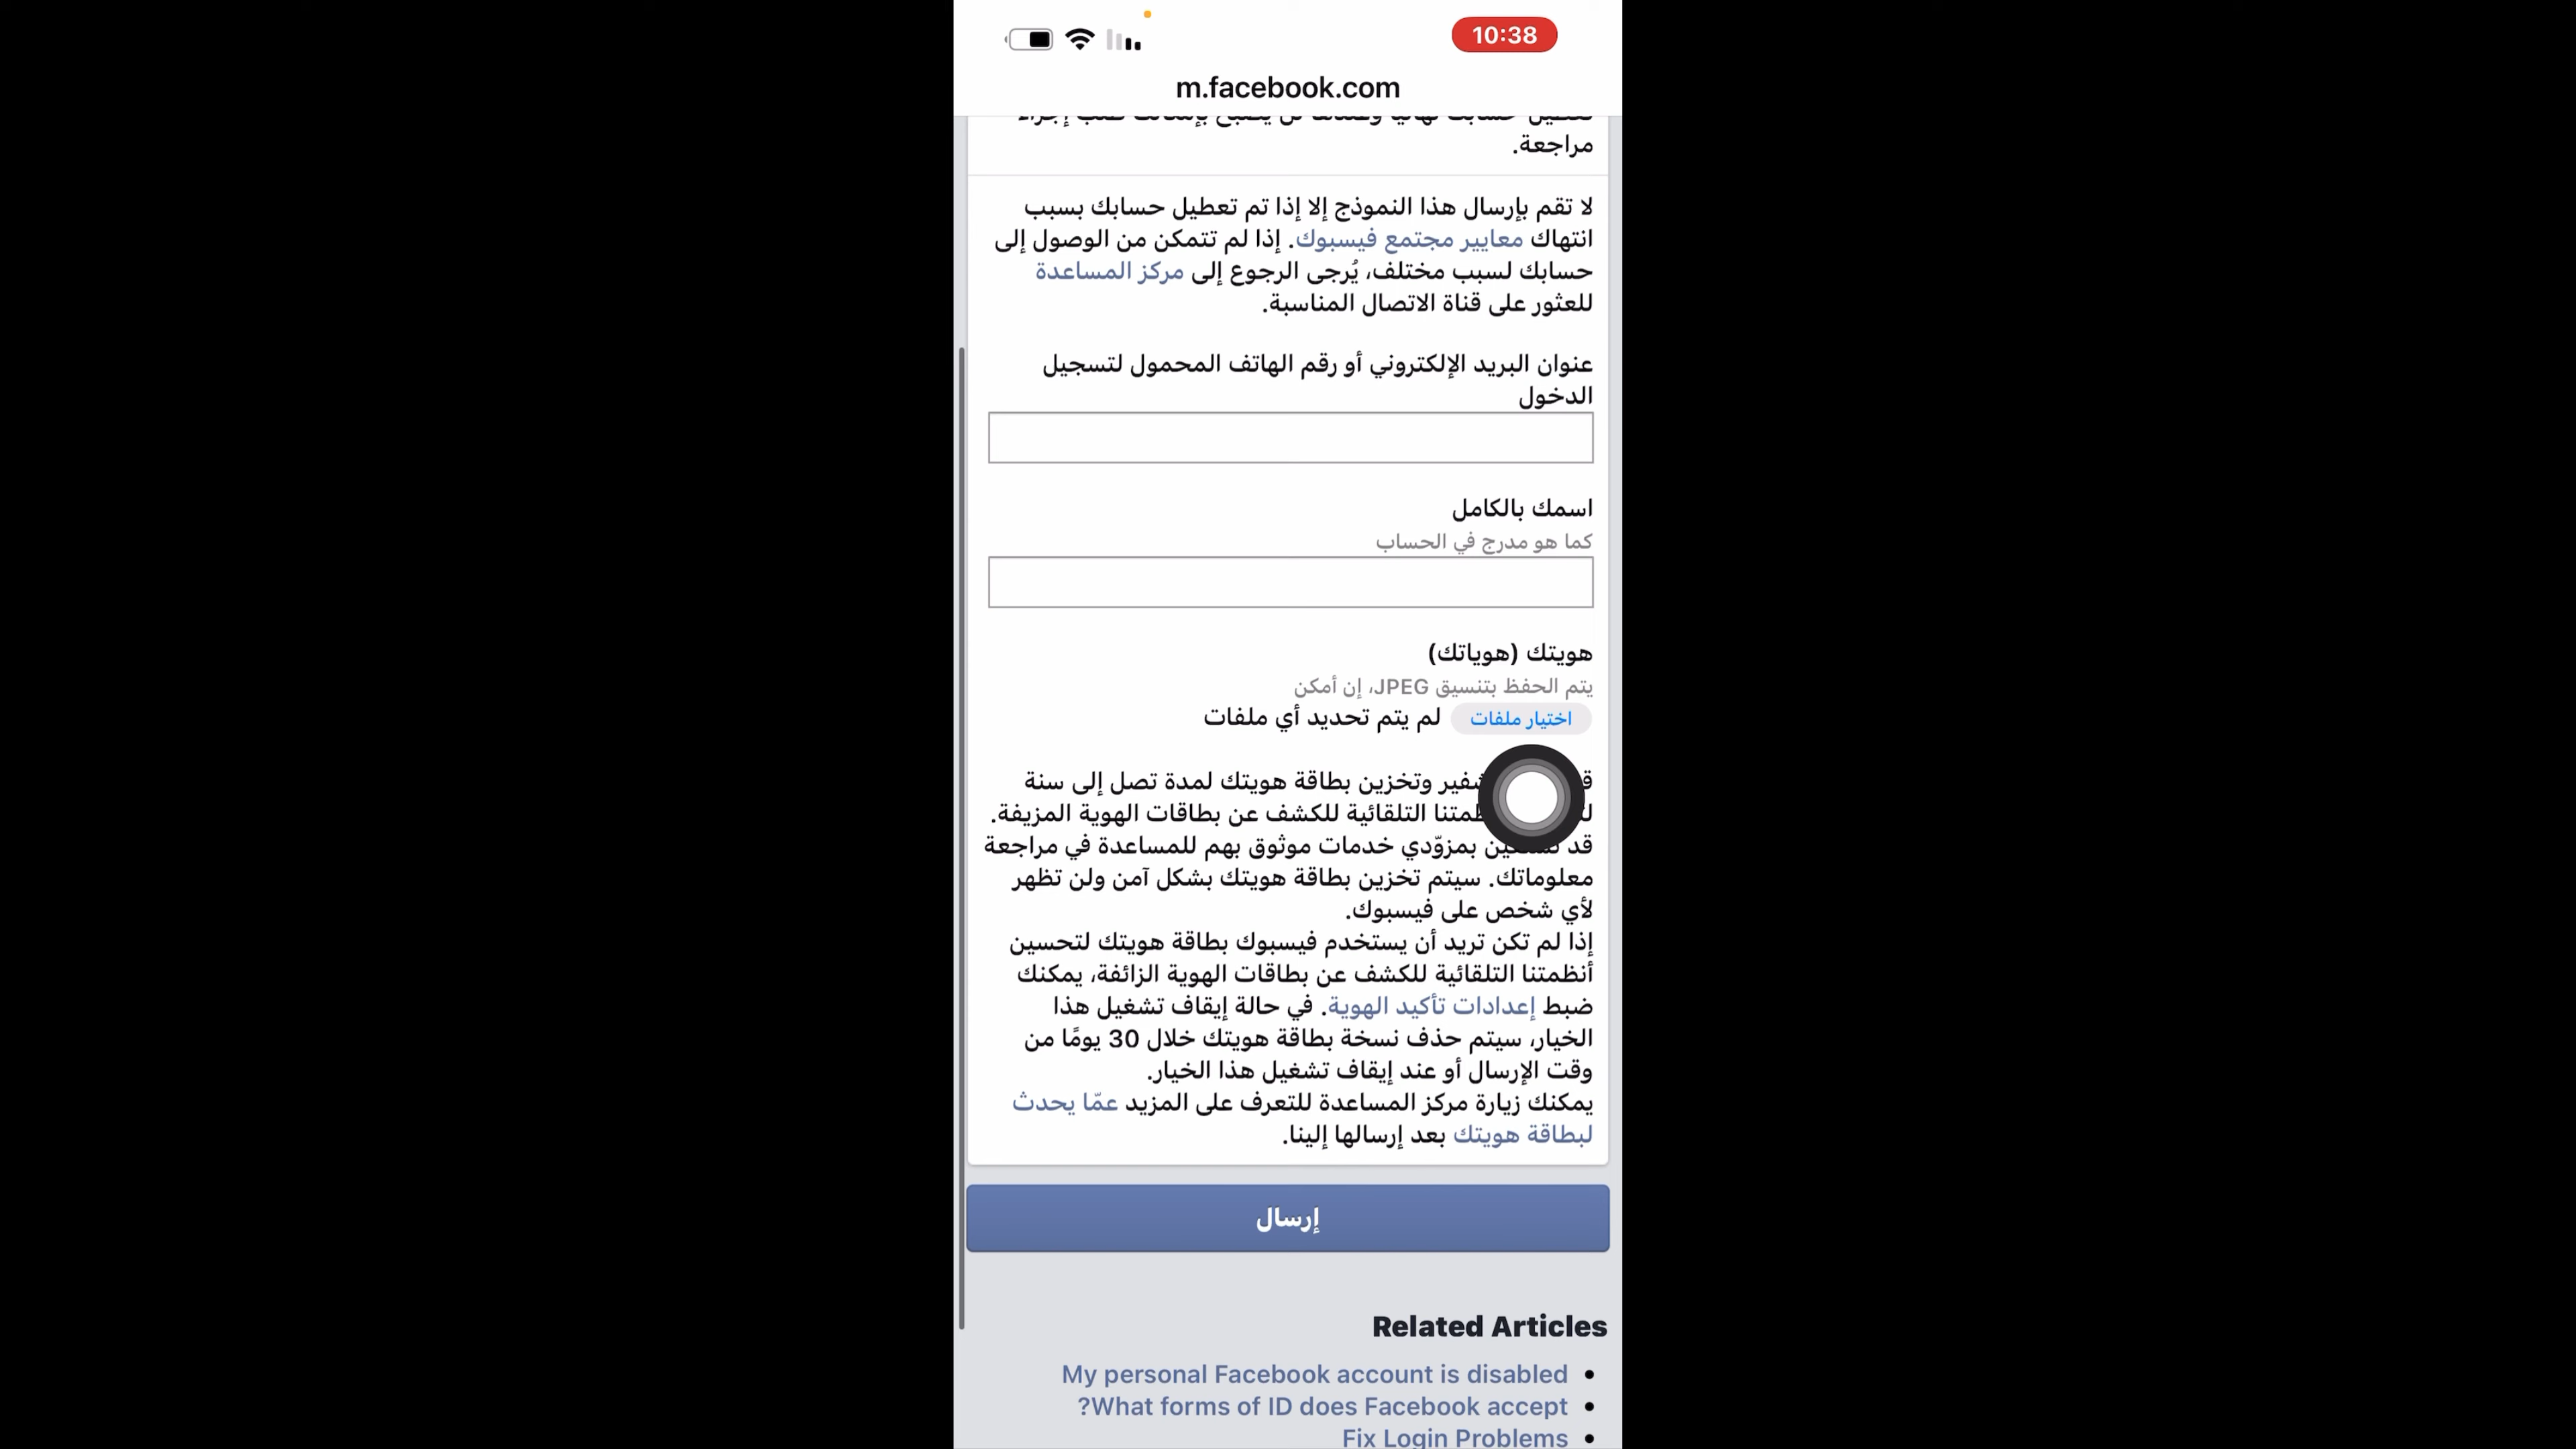 10:38
m.facebook.com
مراجعة.
لا تقم بإرسال هذا النموذج إلا إذا تم تعطيل حسابك بسبب
انتهاك معايير مجتمع فيسبوك. إذا لم تتمكن من الوصول إلى
حسابك لسبب مختلف، يُرجى الرجوع إلى مركز المساعدة
للعثور على قناة الاتصال المناسبة.
عنوان البريد الإلكتروني أو رقم الهاتف المحمول لتسجيل
الدخول
اسمك بالكامل
كما هو مدرج في الحساب
هويتك (هوياتك)
يتم الحفظ بتنسيق JPEG، إن أمكن
اختيار ملفات لم يتم تحديد أي ملفات
وتخزين بطاقة هويتك لمدة تصل إلى سنة
التلقائية للكشف عن بطاقات الهوية المزيفة.
قد بمزوّدي خدمات موثوق بهم للمساعدة في مراجعة
معلوماتك. سيتم تخزين بطاقة هويتك بشكل آمن ولن تظهر
لأي شخص على فيسبوك.
إذا لم تكن تريد أن يستخدم فيسبوك بطاقة هويتك لتحسين
أنظمتنا التلقائية للكشف عن بطاقات الهوية الزائفة، يمكنك
ضبط إعدادات تأكيد الهوية. في حالة إيقاف تشغيل هذا
الخيار، سيتم حذف نسخة بطاقة هويتك خلال 30 يومًا من
وقت الإرسال أو عند إيقاف تشغيل هذا الخيار.
يمكنك زيارة مركز المساعدة للتعرف على المزيد عمّا يحدث
لبطاقة هويتك بعد إرسالها إلينا.
إرسال
Related Articles
My personal Facebook account is disabled
?What forms of ID does Facebook accept
Fix Login Problems